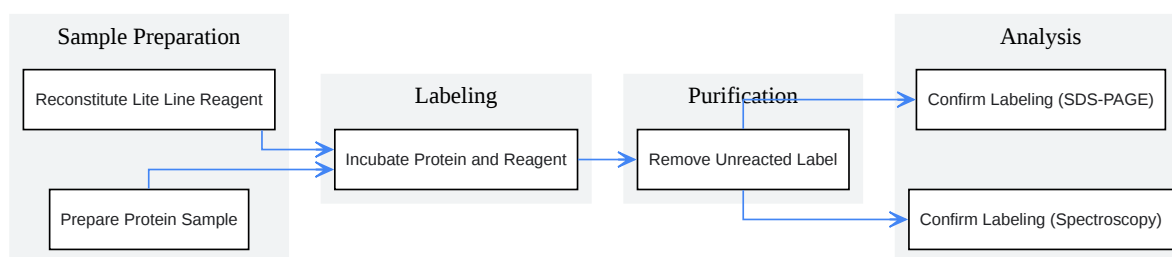 Sample Preparation
Reconstitute Lite Line Reagent
Prepare Protein Sample
Labeling
Incubate Protein and Reagent
Purification
Remove Unreacted Label
Analysis
Confirm Labeling (SDS-PAGE)
Confirm Labeling (Spectroscopy)